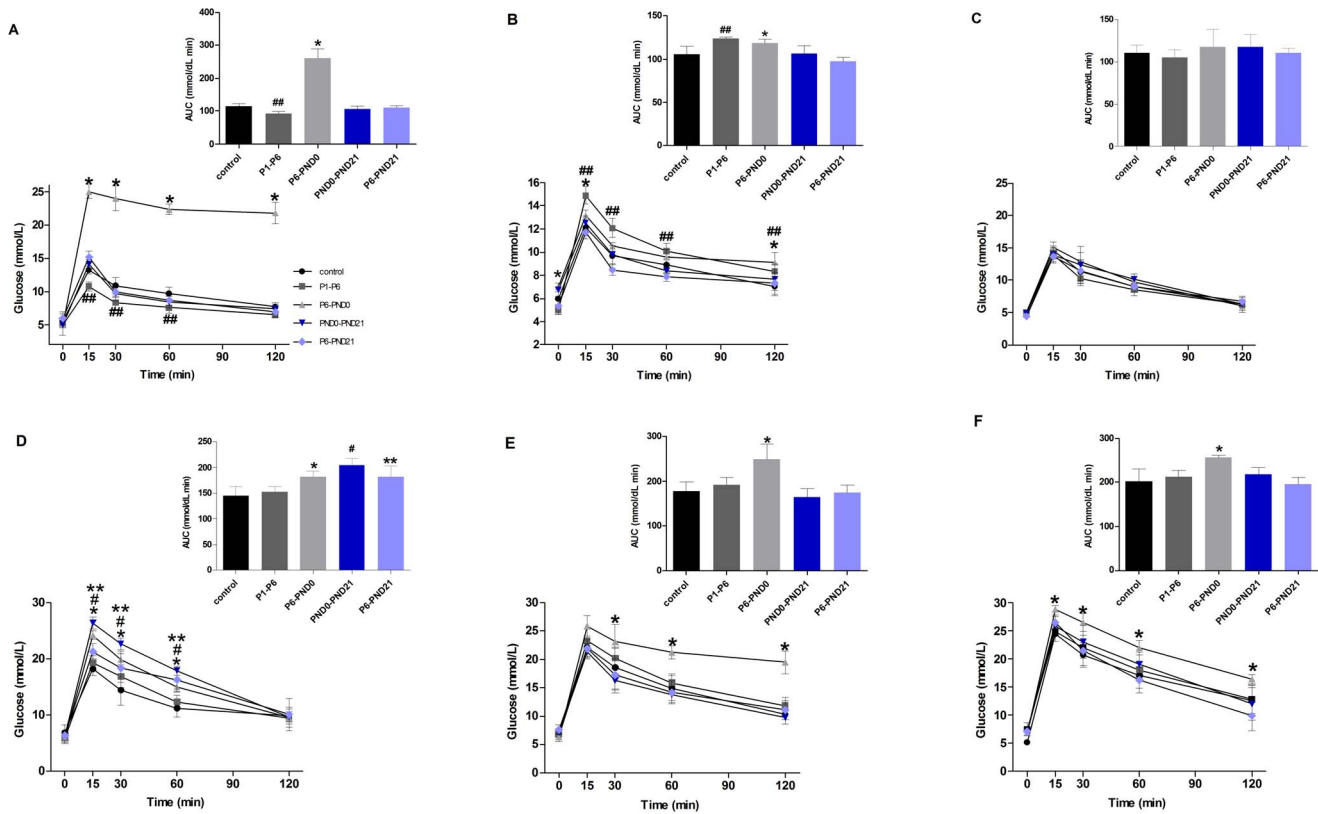 A
AUC (mmol/dL min)
400
300
200
100
0
##
*
control
P1-P6
P6-PND0
PND0-PND21
P6-PND21
Glucose (mmol/L)
25
20
15
10
5
* * * *
## ## ##
control
P1-P6
P6-PND0
PND0-PND21
P6-PND21
0 15 30 60 90 120
Time (min)
B
AUC (mmol/dL min)
150
100
50
0
##
*
control
P1-P6
P6-PND0
PND0-PND21
P6-PND21
Glucose (mmol/L)
16
14
12
10
8
6
4
2
## ## ## ##
* * *
0 15 30 60 90 120
Time (min)
C
AUC (mmol/dL min)
150
100
50
0
control
P1-P6
P6-PND0
PND0-PND21
P6-PND21
Glucose (mmol/L)
25
20
15
10
5
0
0 15 30 60 90 120
Time (min)
D
AUC (mmol/dL min)
200
150
100
50
0
*
#
**
control
P1-P6
P6-PND0
PND0-PND21
P6-PND21
Glucose (mmol/L)
30
20
10
0
** ** **
# # #
* * *
0 15 30 60 90 120
Time (min)
E
AUC (mmol/dL min)
300
200
100
0
*
control
P1-P6
P6-PND0
PND0-PND21
P6-PND21
Glucose (mmol/L)
30
25
20
15
10
5
0
* * *
0 15 30 60 90 120
Time (min)
F
AUC (mmol/dL min)
300
200
100
0
*
control
P1-P6
P6-PND0
PND0-PND21
P6-PND21
Glucose (mmol/L)
30
25
20
15
10
5
0
* * * *
0 15 30 60 90 120
Time (min)